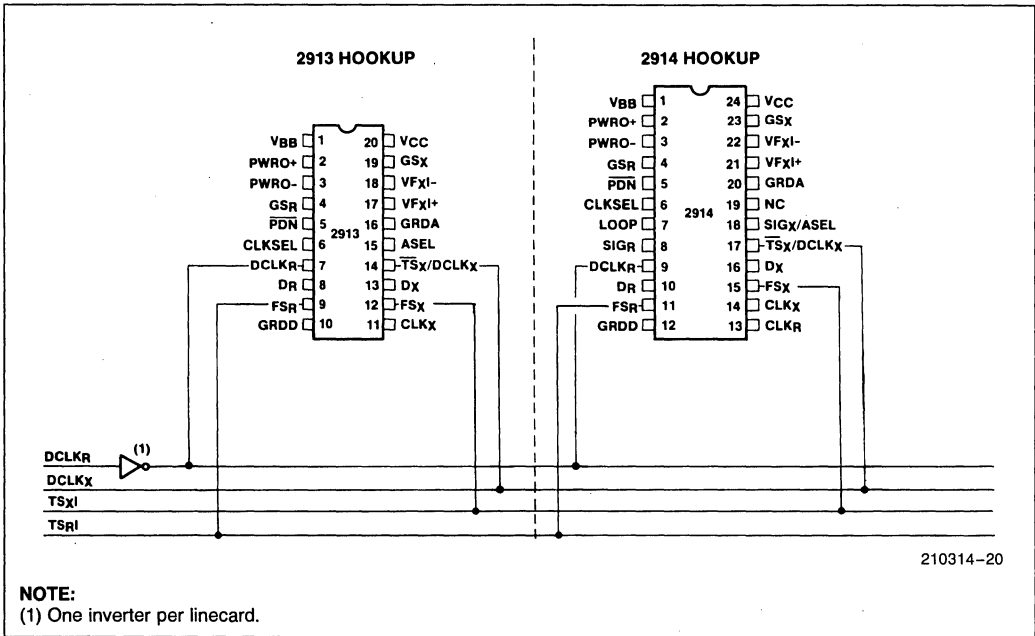 2913 HOOKUP
VBB 1 20 VCC
PWRO+ 2 19 GSX
PWRO- 3 18 VFXI-
GSR 4 17 VFXI+
PDN 5 16 GRDA
2913
CLKSEL 6 15 ASEL
DCLKR 7 14 TSX/DCLKX
DR 8 13 DX
FSR 9 12 FSX
GRDD 10 11 CLKX
2914 HOOKUP
VBB 1 24 VCC
PWRO+ 2 23 GSX
PWRO- 3 22 VFXI-
GSR 4 21 VFXI+
PDN 5 20 GRDA
CLKSEL 6 19 NC
2914
LOOP 7 18 SIGX/ASEL
SIGR 8 17 TSX/DCLKX
DCLKR 9 16 DX
DR 10 15 FSX
FSR 11 14 CLKX
GRDD 12 13 CLKR
(1)
DCLKR
DCLKX
TSXI
TSRI
210314-20
NOTE:
(1) One inverter per linecard.